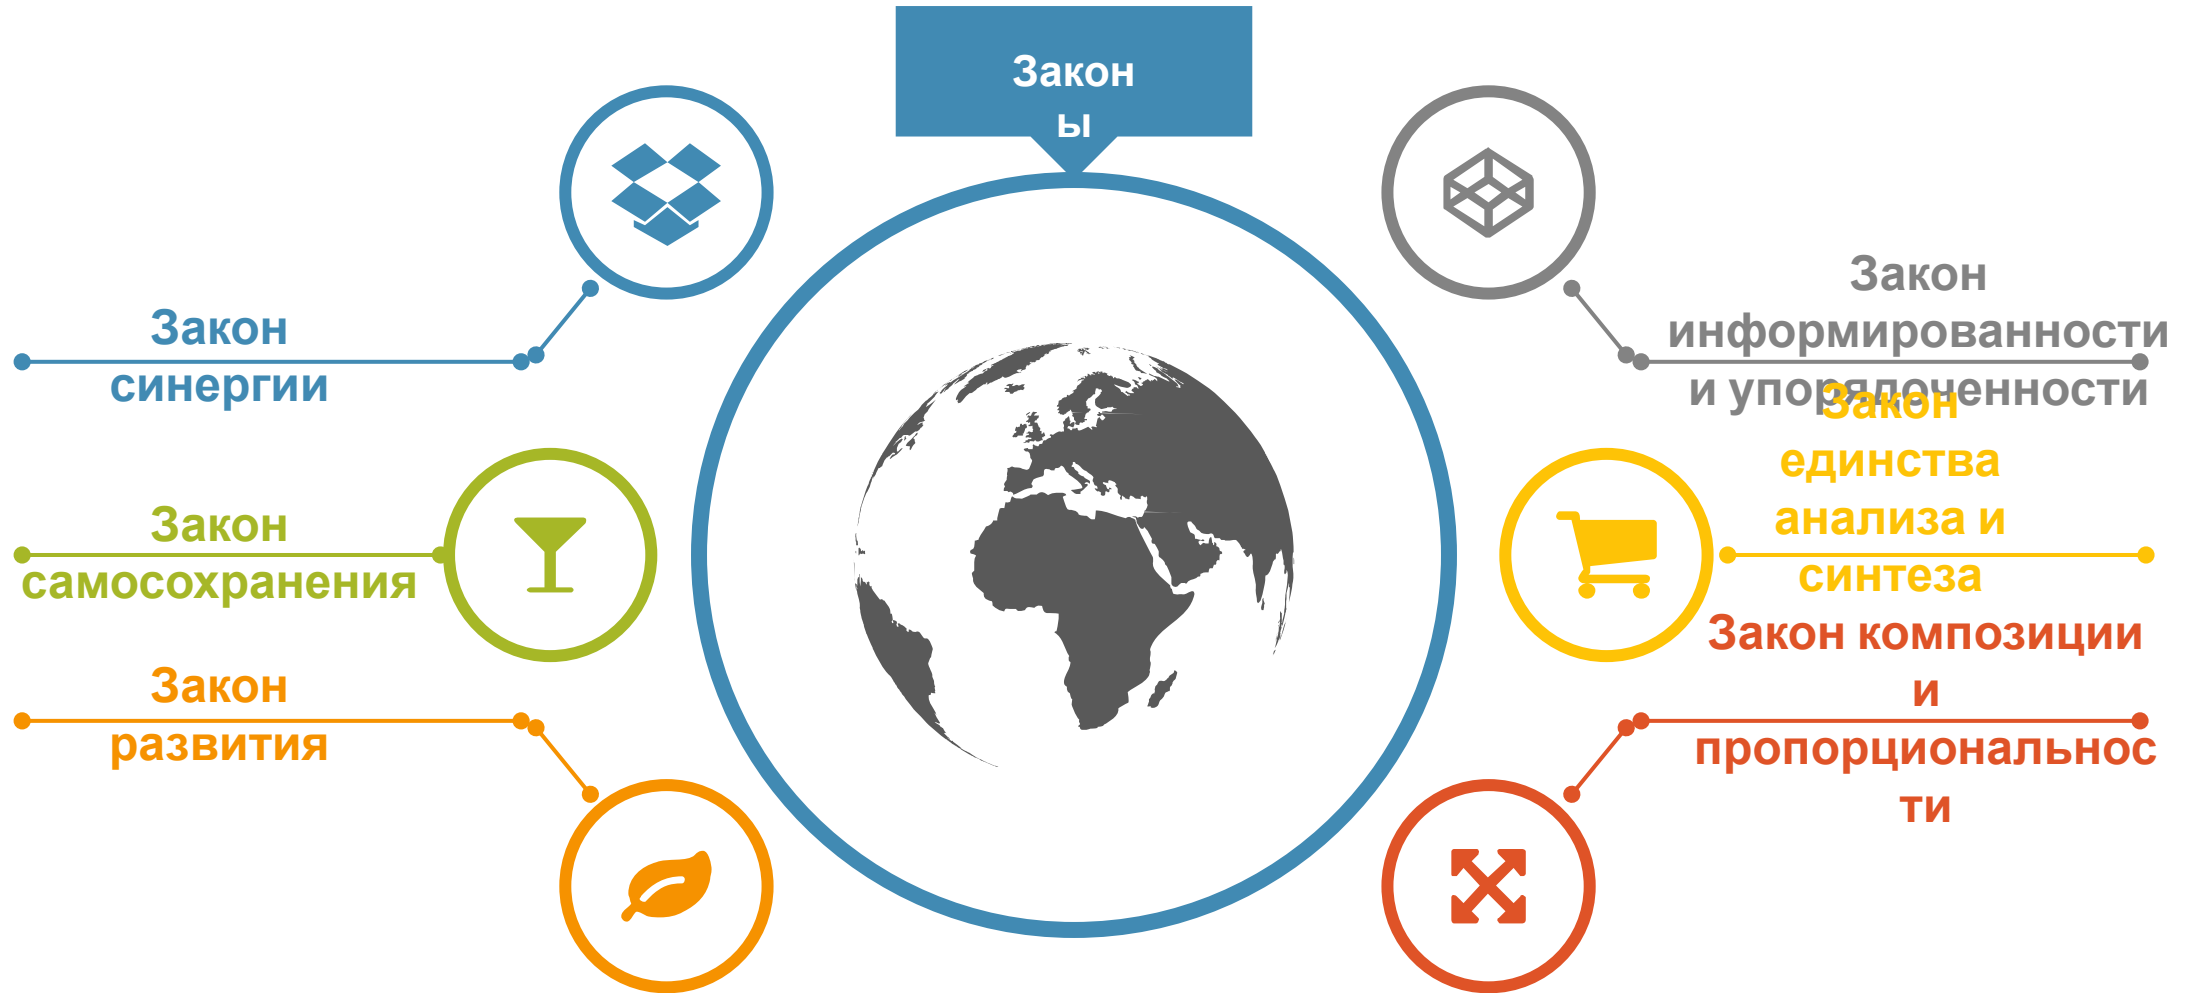 Закон
ы
Закон
синергии
Закон
самосохранения
Закон
развития
Закон
информированности
и упорядоченности
Закон
единства
анализа и
синтеза
Закон композиции
и
пропорциональнос
ти